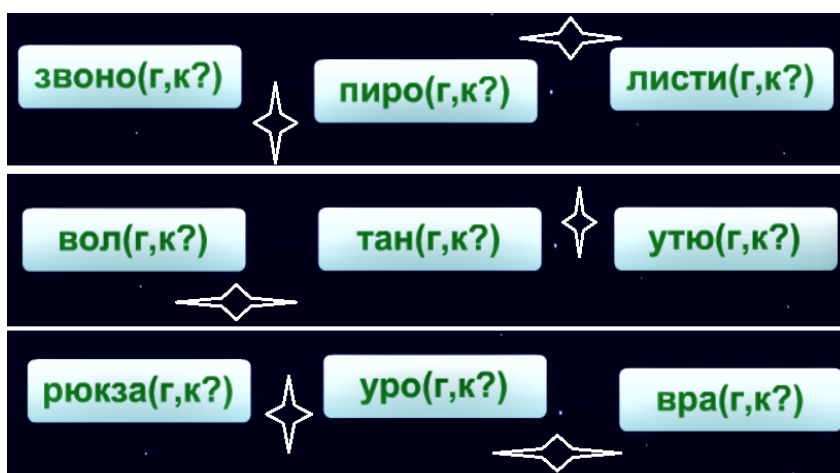 звоно(г,к?) пиро(г,к?) листи(г,к?)
вол(г,к?) тан(г,к?) утю(г,к?)
рюкза(г,к?) уро(г,к?) вра(г,к?)